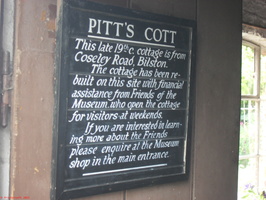 PITT'S COTT
This late 19th c. cottage is from
Coseley Road, Bilston.
The cottage has been re-
built on this site with financial
assistance from Friends of the
Museum who open the cottage
for visitors at weekends.
If you are interested in learn-
ing more about the Friends
please enquire at the Museum
shop in the main entrance.